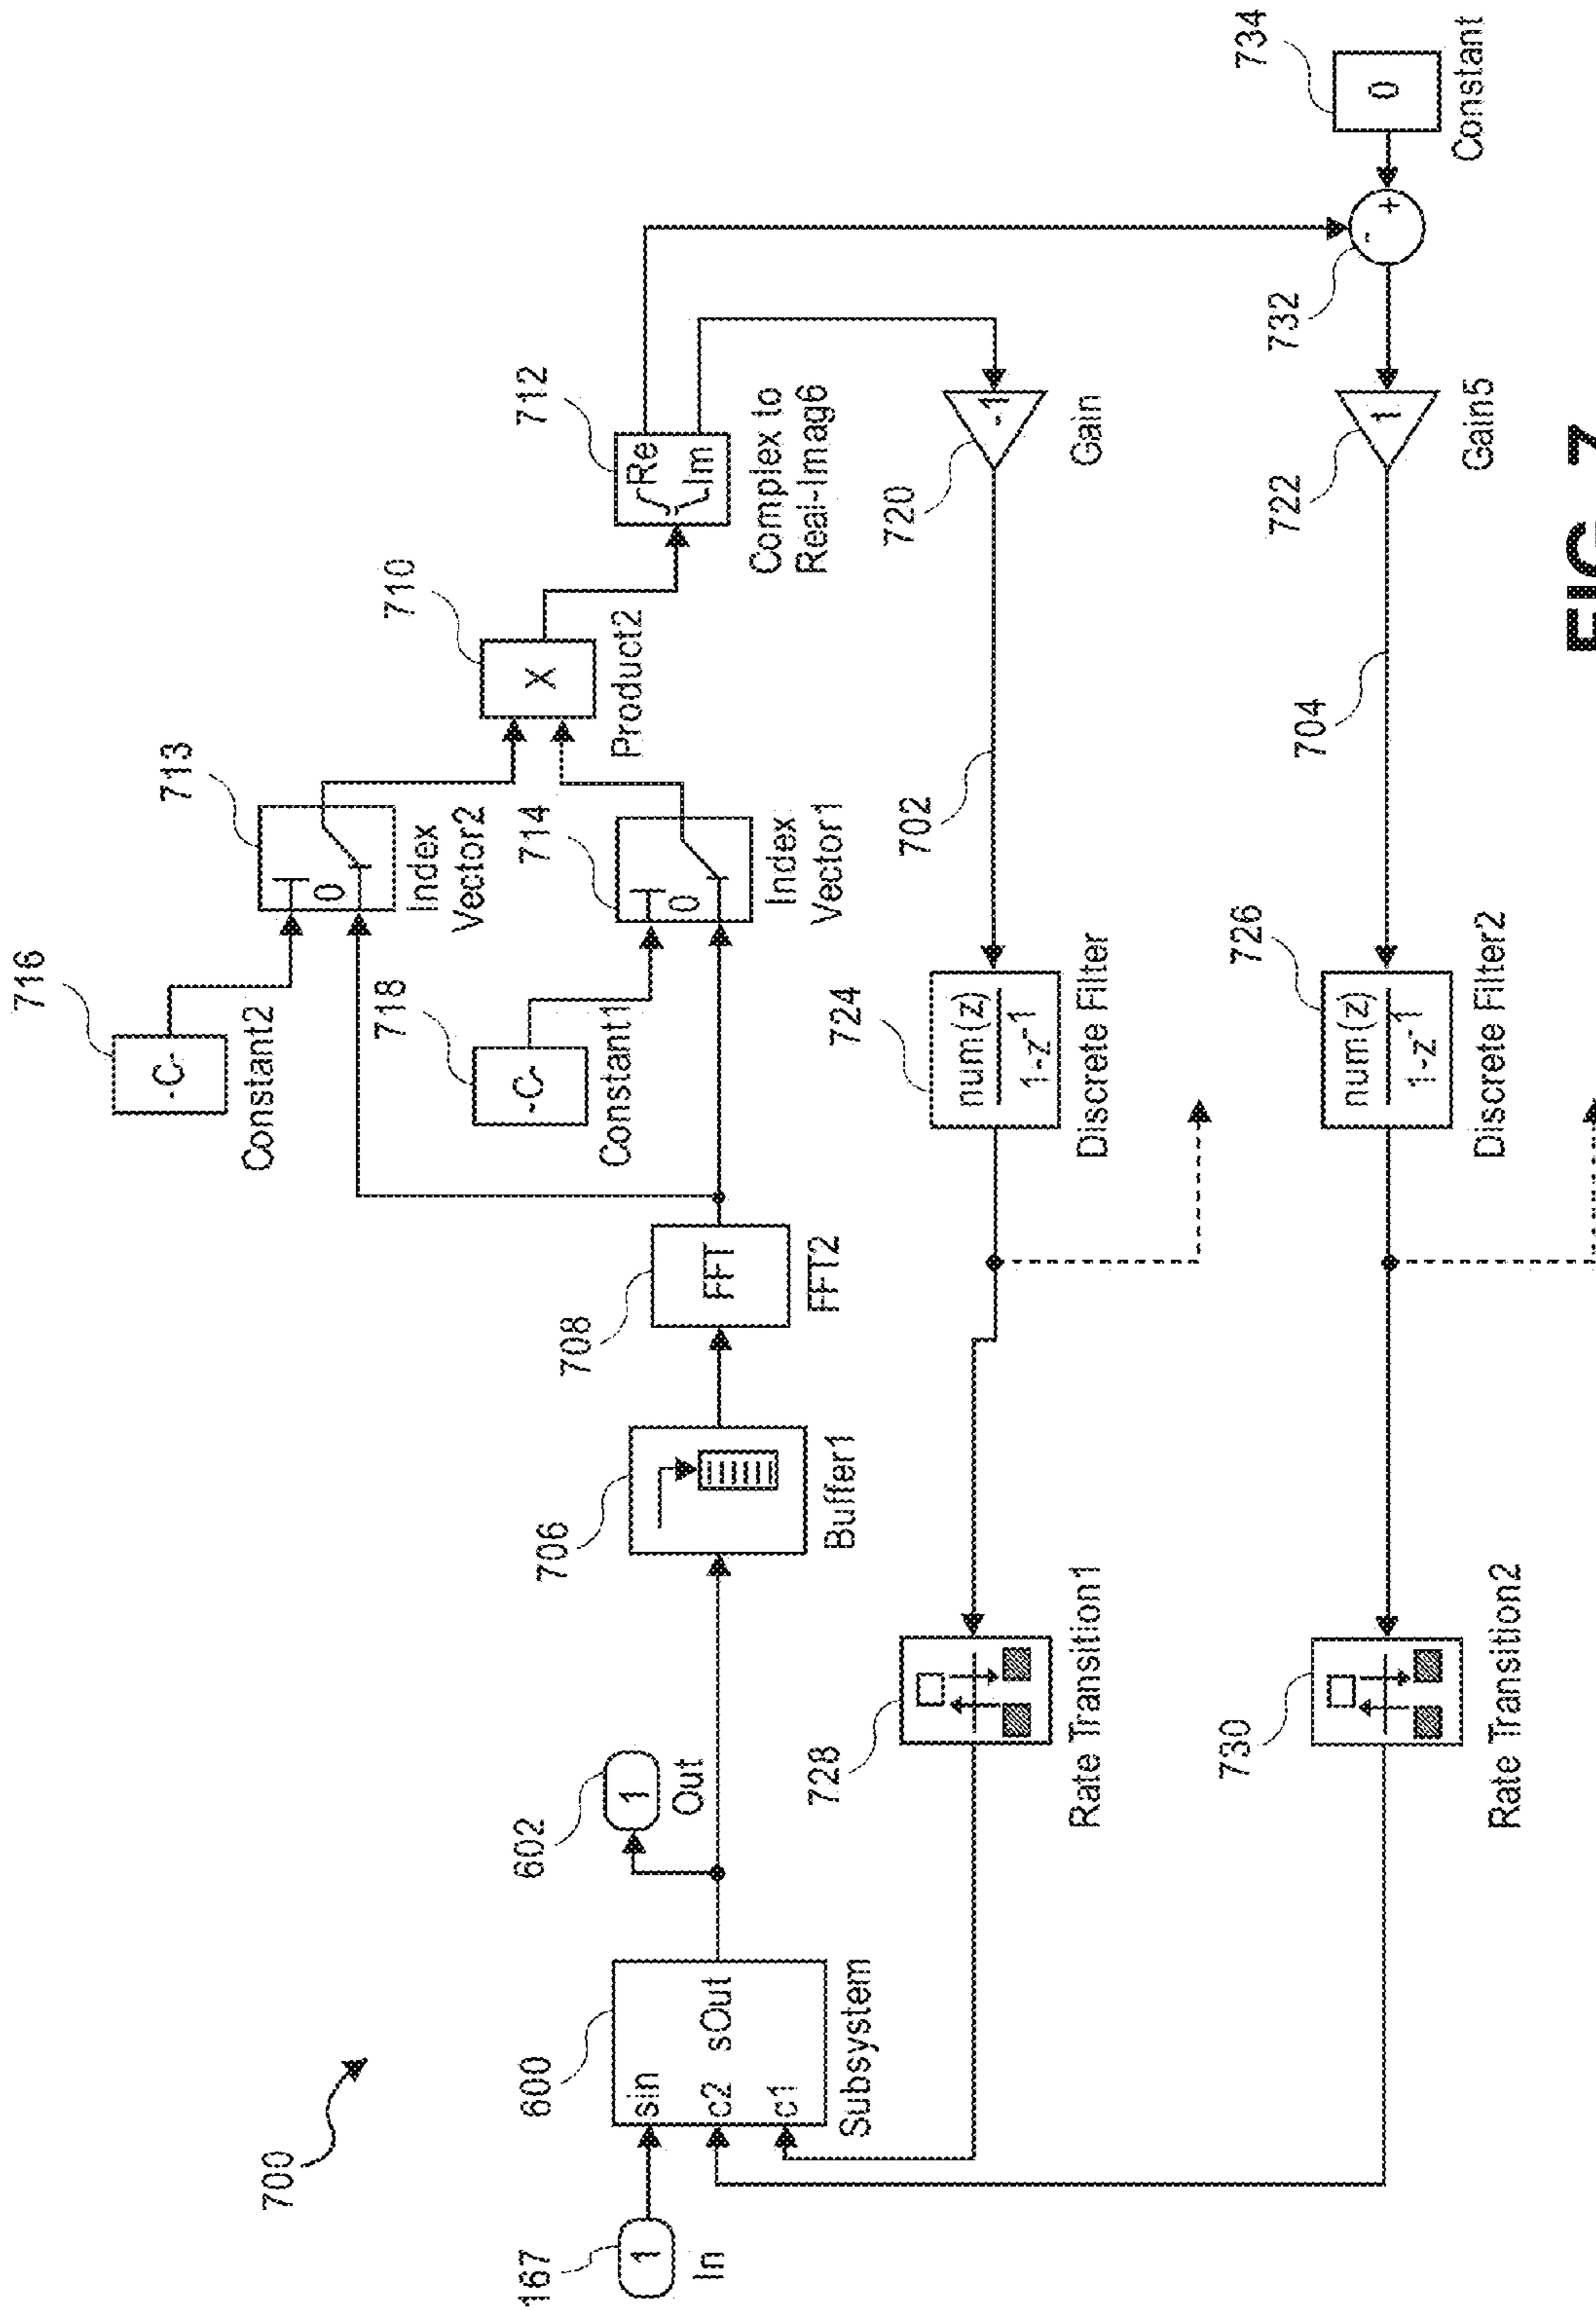 700
167
1
In
600
sin
c2 sOut
c1
Subsystem
602
1
Out
706
Buffer1
708
FFT
FFT2
716
-C-
Constant2
718
-C-
Constant1
713
0
Index
Vector2
714
0
Index
Vector1
710
X
Product2
712
Re
Im
Complex to
Real-Imag6
720
-1
Gain
702
724
num(z)
1-z-1
Discrete Filter
728
Rate Transition1
734
0
Constant
732
- +
722
1
Gain5
704
726
num(z)
1-z-1
Discrete Filter2
730
Rate Transition2
FIG. 7